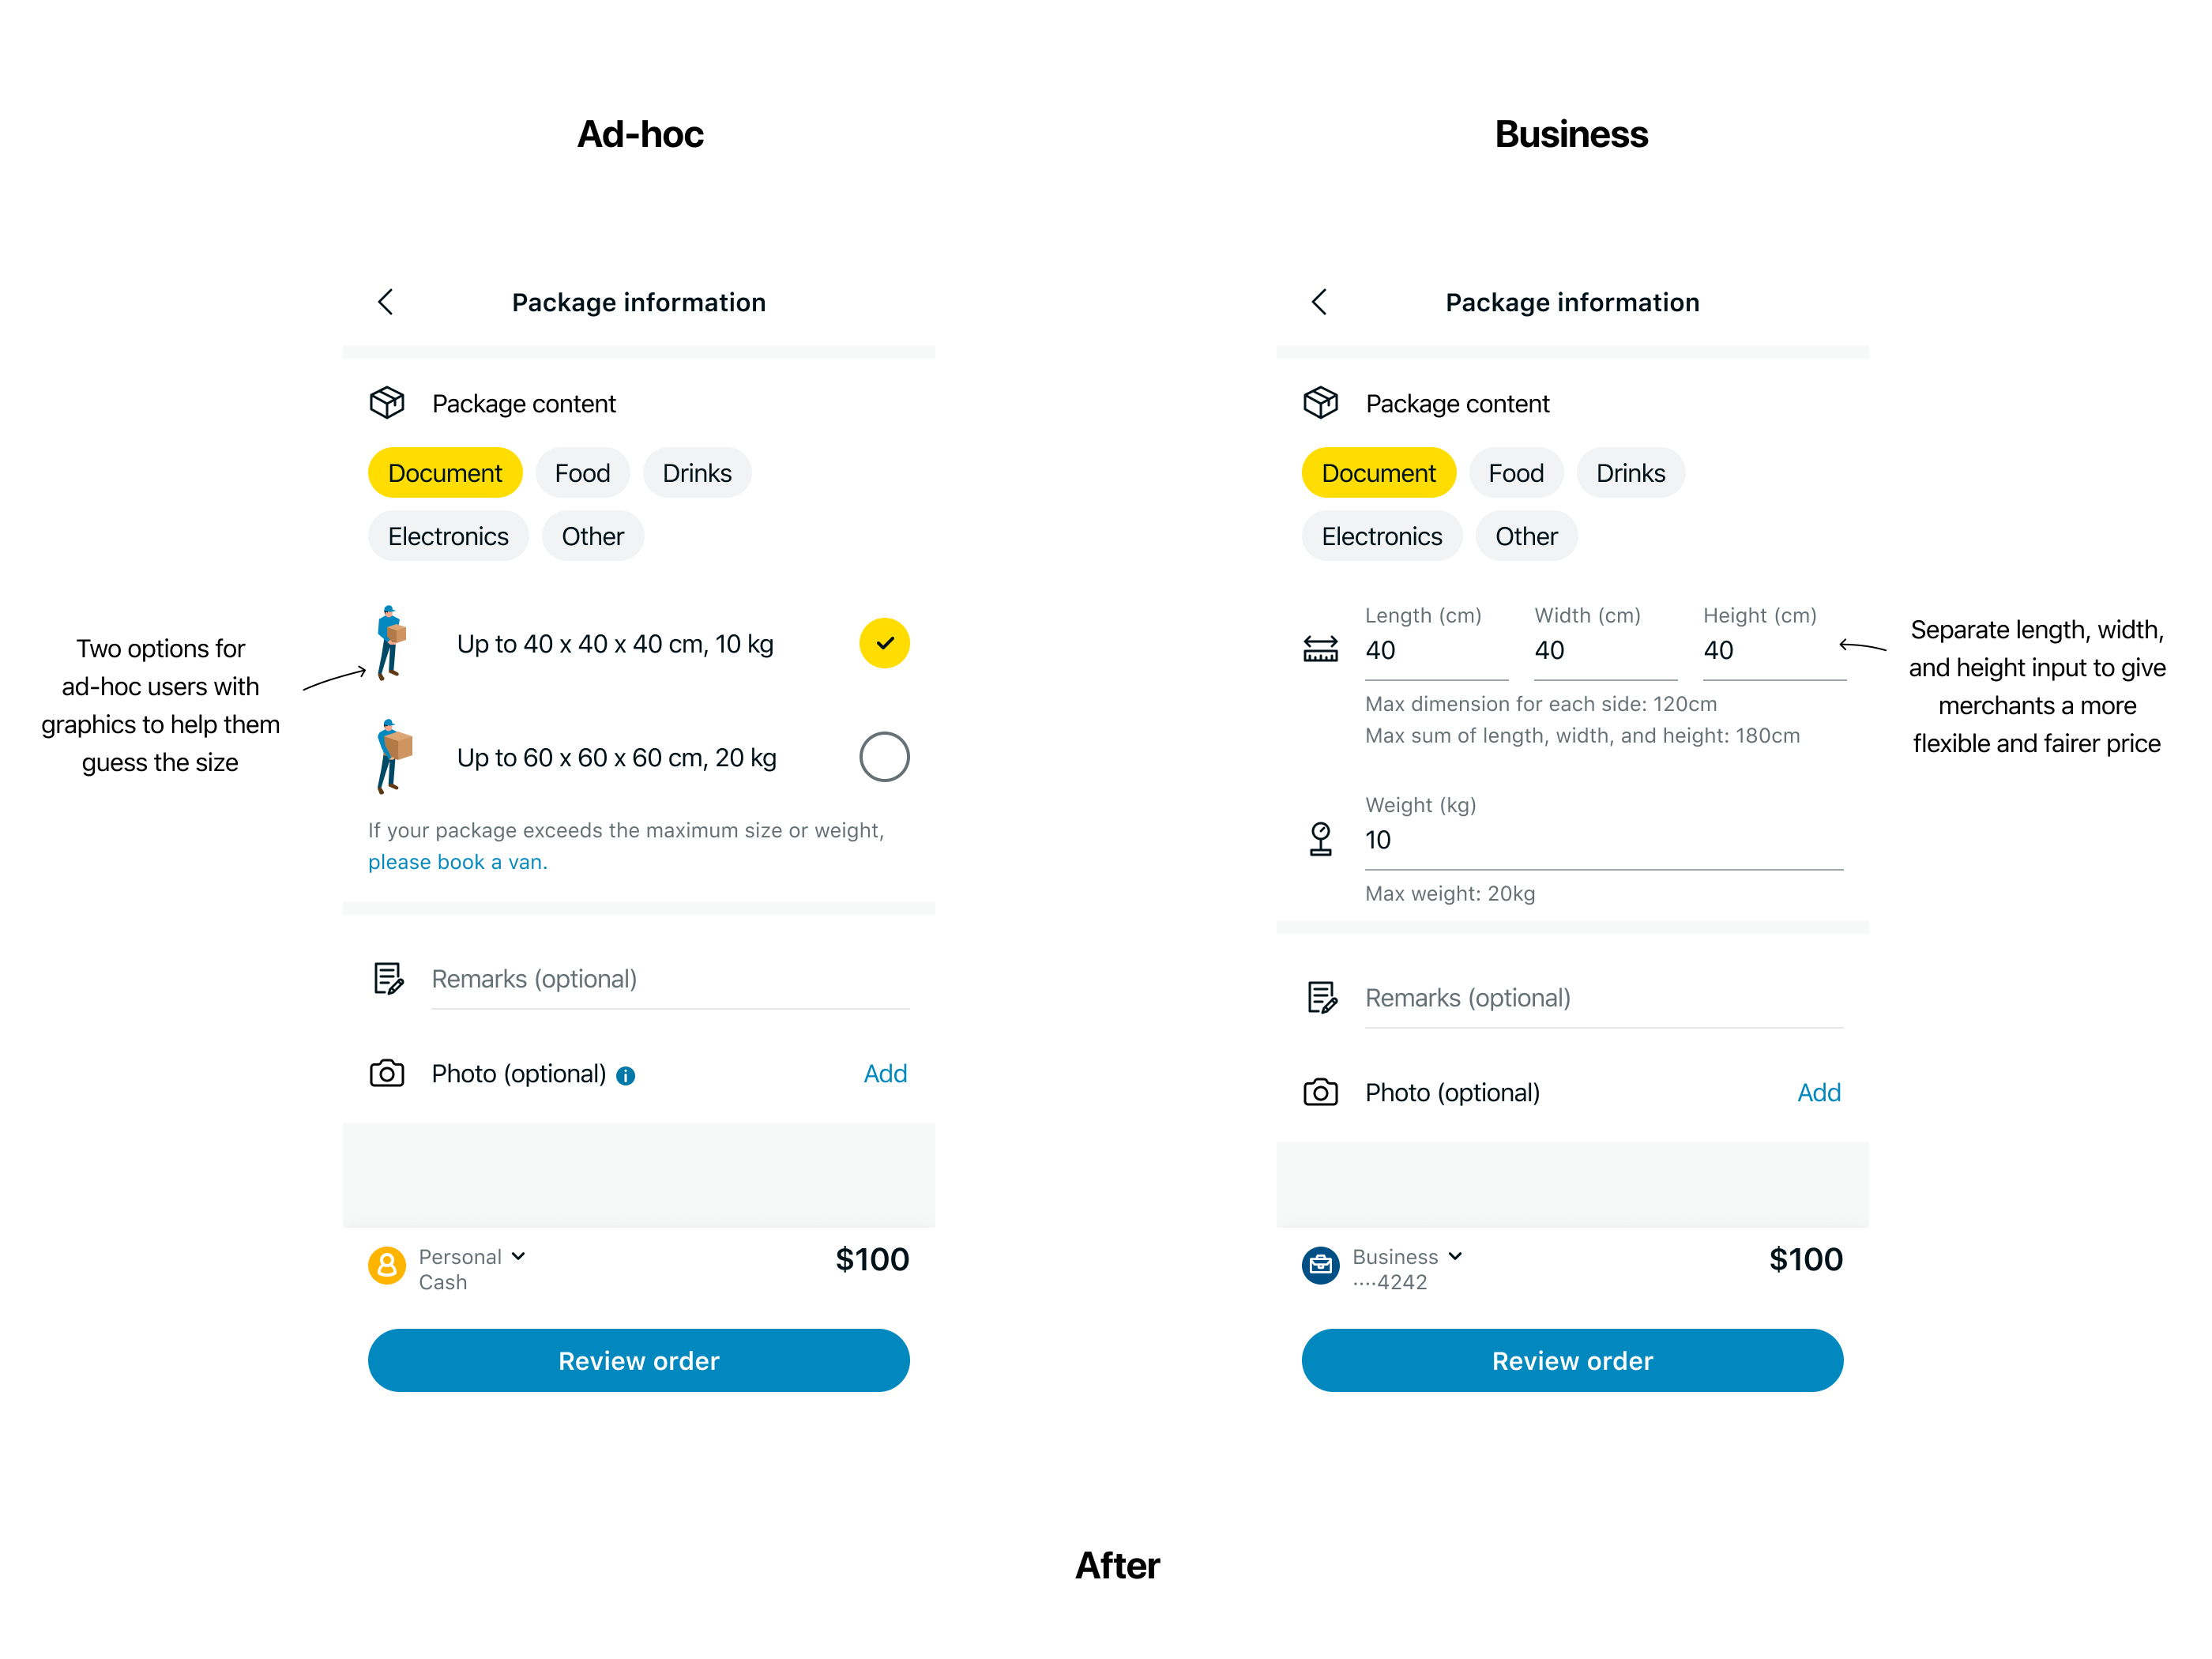 Ad-hoc
Package information
Package content
Document
Food
Drinks
Electronics
Other
Up to 40 x 40 x 40 cm, 10 kg
Two options for
ad-hoc users with
graphics to help them
guess the size
Up to 60 x 60 x 60 cm, 20 kg
If your package exceeds the maximum size or weight,
please book a van.
Remarks (optional)
Photo (optional)
Add
Personal
Cash
$100
Review order
Business
Package information
Package content
Document
Food
Drinks
Electronics
Other
Length (cm)
40
Width (cm)
40
Height (cm)
40
Max dimension for each side: 120cm
Max sum of length, width, and height: 180cm
Separate length, width,
and height input to give
merchants a more
flexible and fairer price
Weight (kg)
10
Max weight: 20kg
Remarks (optional)
Photo (optional)
Add
Business
····4242
$100
Review order
After